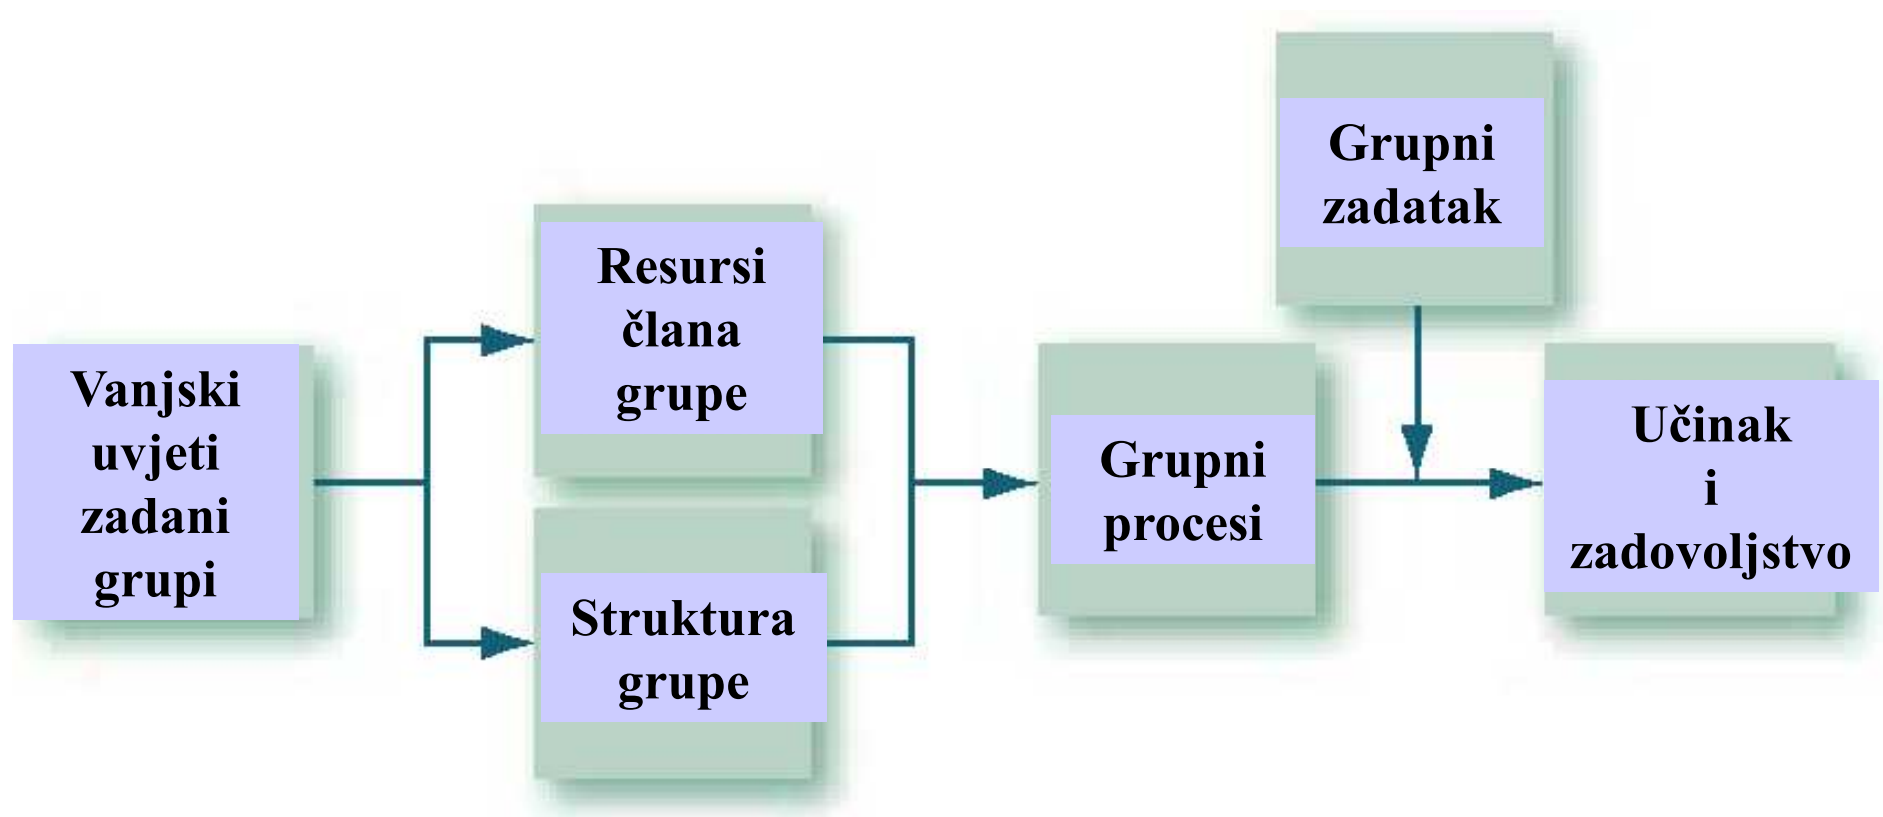 Vanjski
uvjeti
zadani
grupi
Resursi
člana
grupe
Struktura
grupe
Grupni
procesi
Grupni
zadatak
Učinak
i
zadovoljstvo